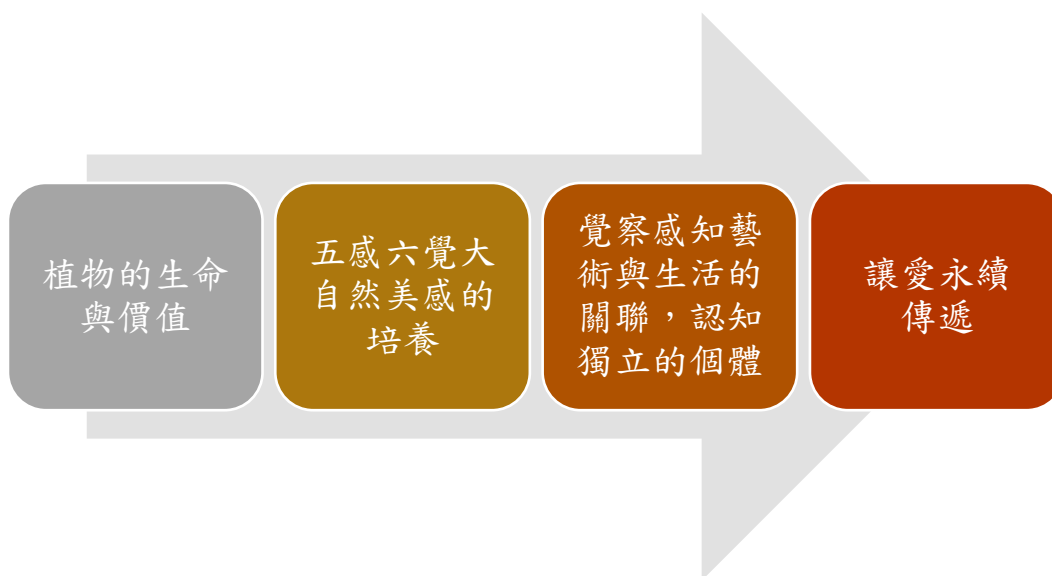 植物的生命
與價值
五感六覺大
自然美感的
培養
覺察感知藝
術與生活的
關聯，認知
獨立的個體
讓愛永續
傳遞